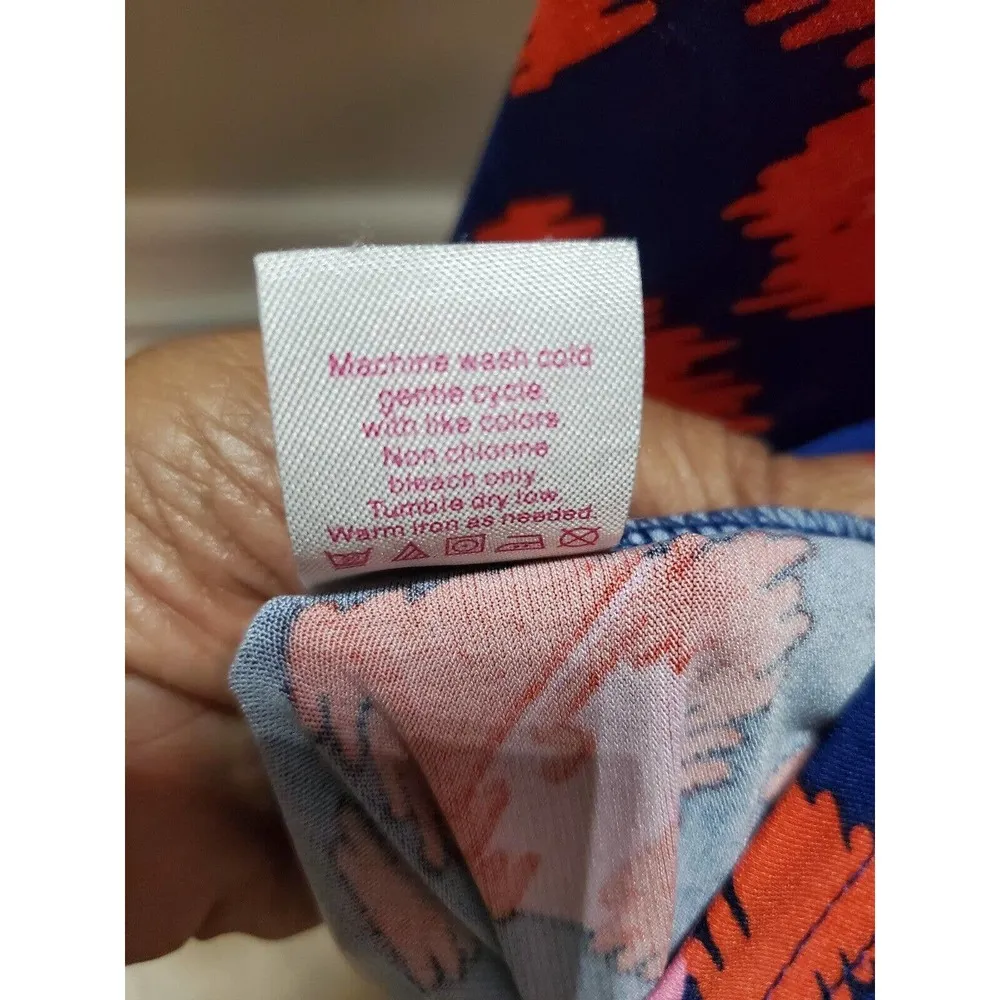 Machine wash cold
gentle cycle
with like colors
Non chlorine
bleach only
Tumble dry low
Warm iron as needed